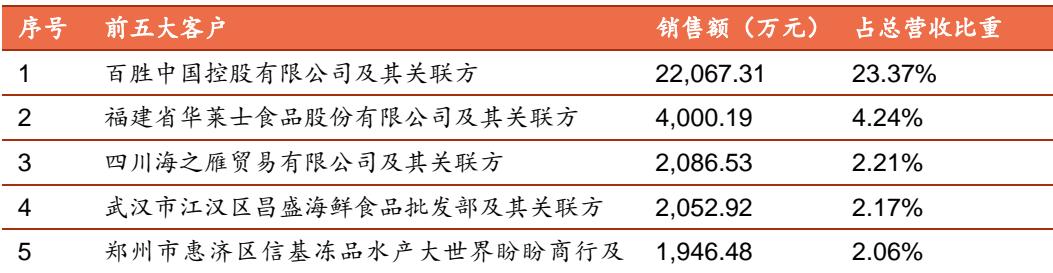 序号 前五大客户 销售额（万元） 占总营收比重
1 百胜中国控股有限公司及其关联方 22,067.31 23.37%
2 福建省华莱士食品股份有限公司及其关联方 4,000.19 4.24%
3 四川海之雁贸易有限公司及其关联方 2,086.53 2.21%
4 武汉市江汉区昌盛海鲜食品批发部及其关联方 2,052.92 2.17%
5 郑州市惠济区信基冻品水产大世界盼盼商行及 1,946.48 2.06%